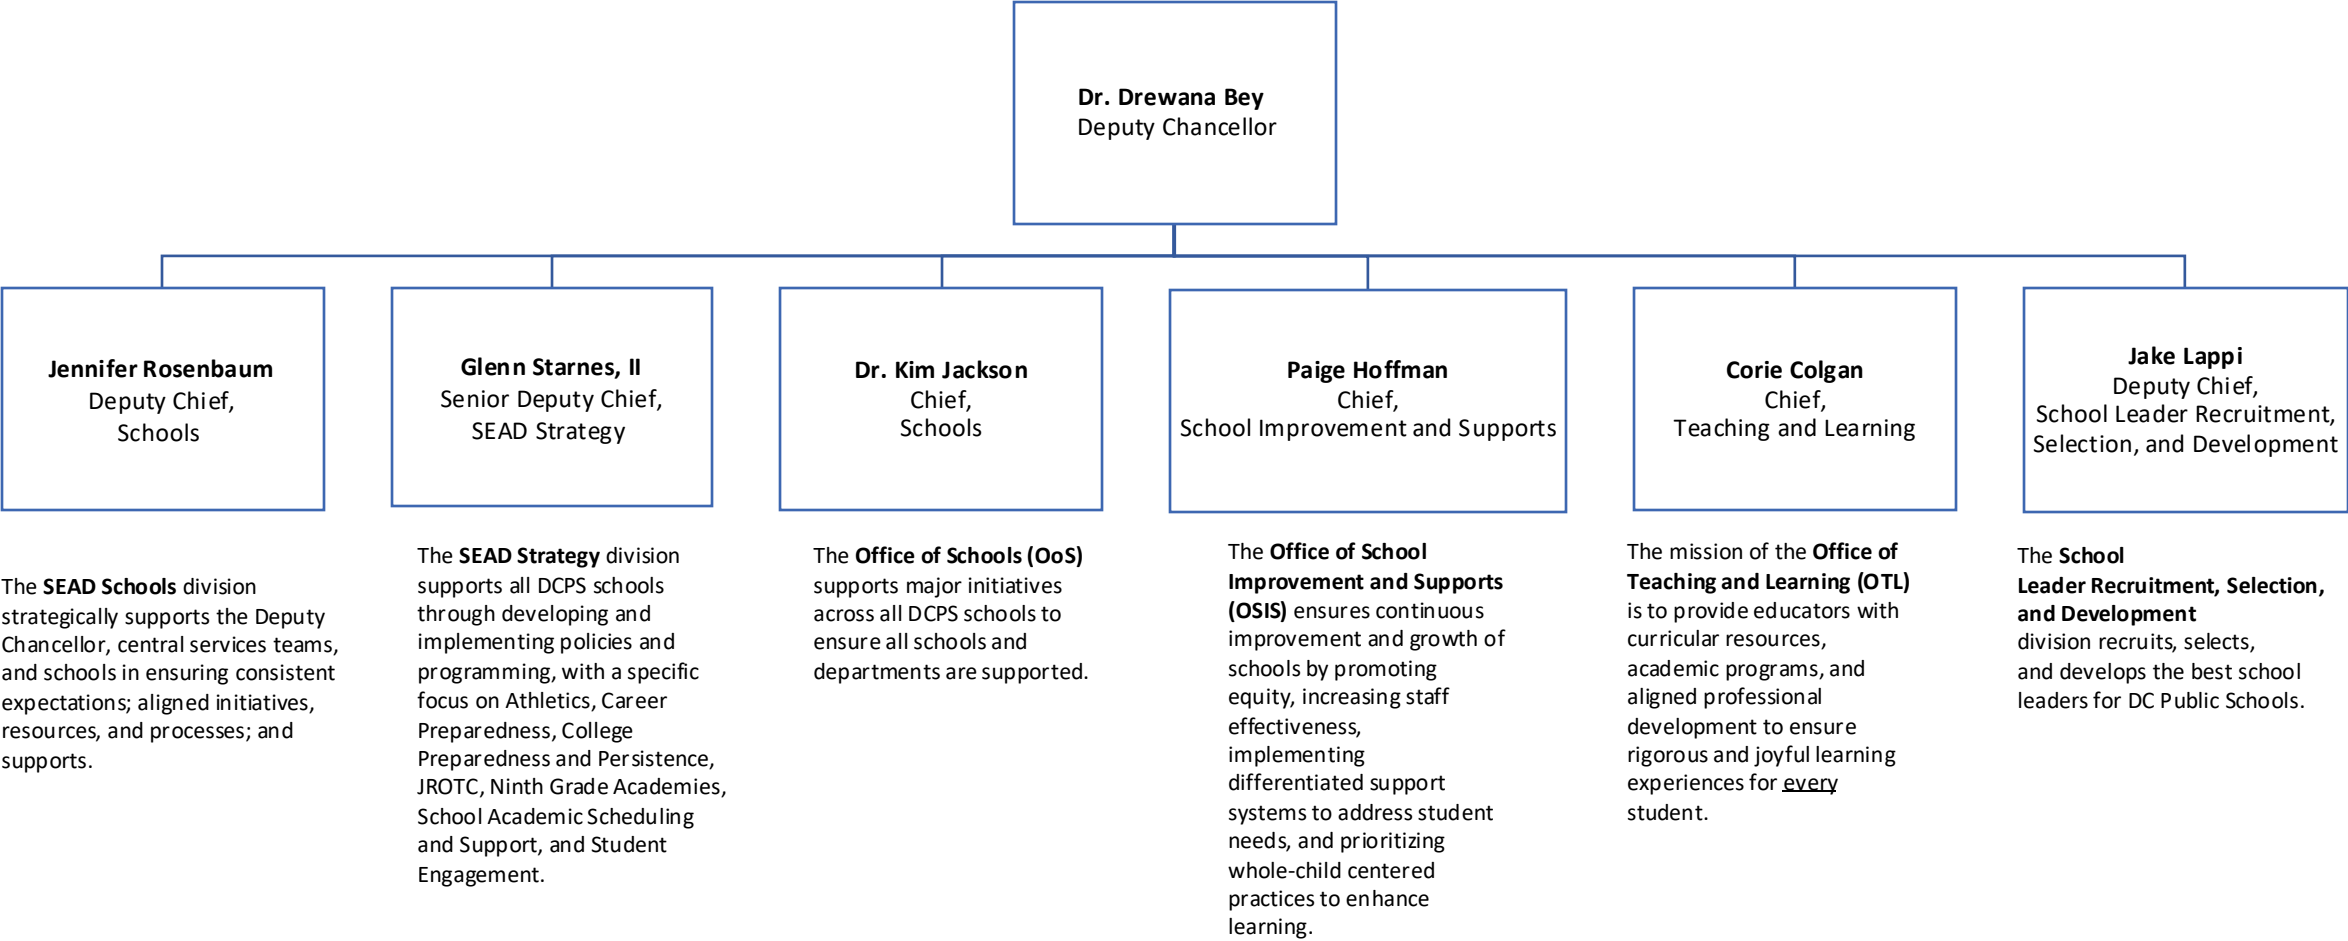 Dr. Drewana Bey
Deputy Chancellor
Jennifer Rosenbaum
Deputy Chief,
Schools
Glenn Starnes, II
Senior Deputy Chief,
SEAD Strategy
Dr. Kim Jackson
Chief,
Schools
Paige Hoffman
Chief,
School Improvement and Supports
Corie Colgan
Chief,
Teaching and Learning
Jake Lappi
Deputy Chief,
School Leader Recruitment,
Selection, and Development
The SEAD Schools division
strategically supports the Deputy
Chancellor, central services teams,
and schools in ensuring consistent
expectations; aligned initiatives,
resources, and processes; and
supports.
The SEAD Strategy division
supports all DCPS schools
through developing and
implementing policies and
programming, with a specific
focus on Athletics, Career
Preparedness, College
Preparedness and Persistence,
JROTC, Ninth Grade Academies,
School Academic Scheduling
and Support, and Student
Engagement.
The Office of Schools (OoS)
supports major initiatives
across all DCPS schools to
ensure all schools and
departments are supported.
The Office of School
Improvement and Supports
(OSIS) ensures continuous
improvement and growth of
schools by promoting
equity, increasing staff
effectiveness,
implementing
differentiated support
systems to address student
needs, and prioritizing
whole-child centered
practices to enhance
learning.
The mission of the Office of
Teaching and Learning (OTL)
is to provide educators with
curricular resources,
academic programs, and
aligned professional
development to ensure
rigorous and joyful learning
experiences for every
student.
The School
Leader Recruitment, Selection,
and Development
division recruits, selects,
and develops the best school
leaders for DC Public Schools.